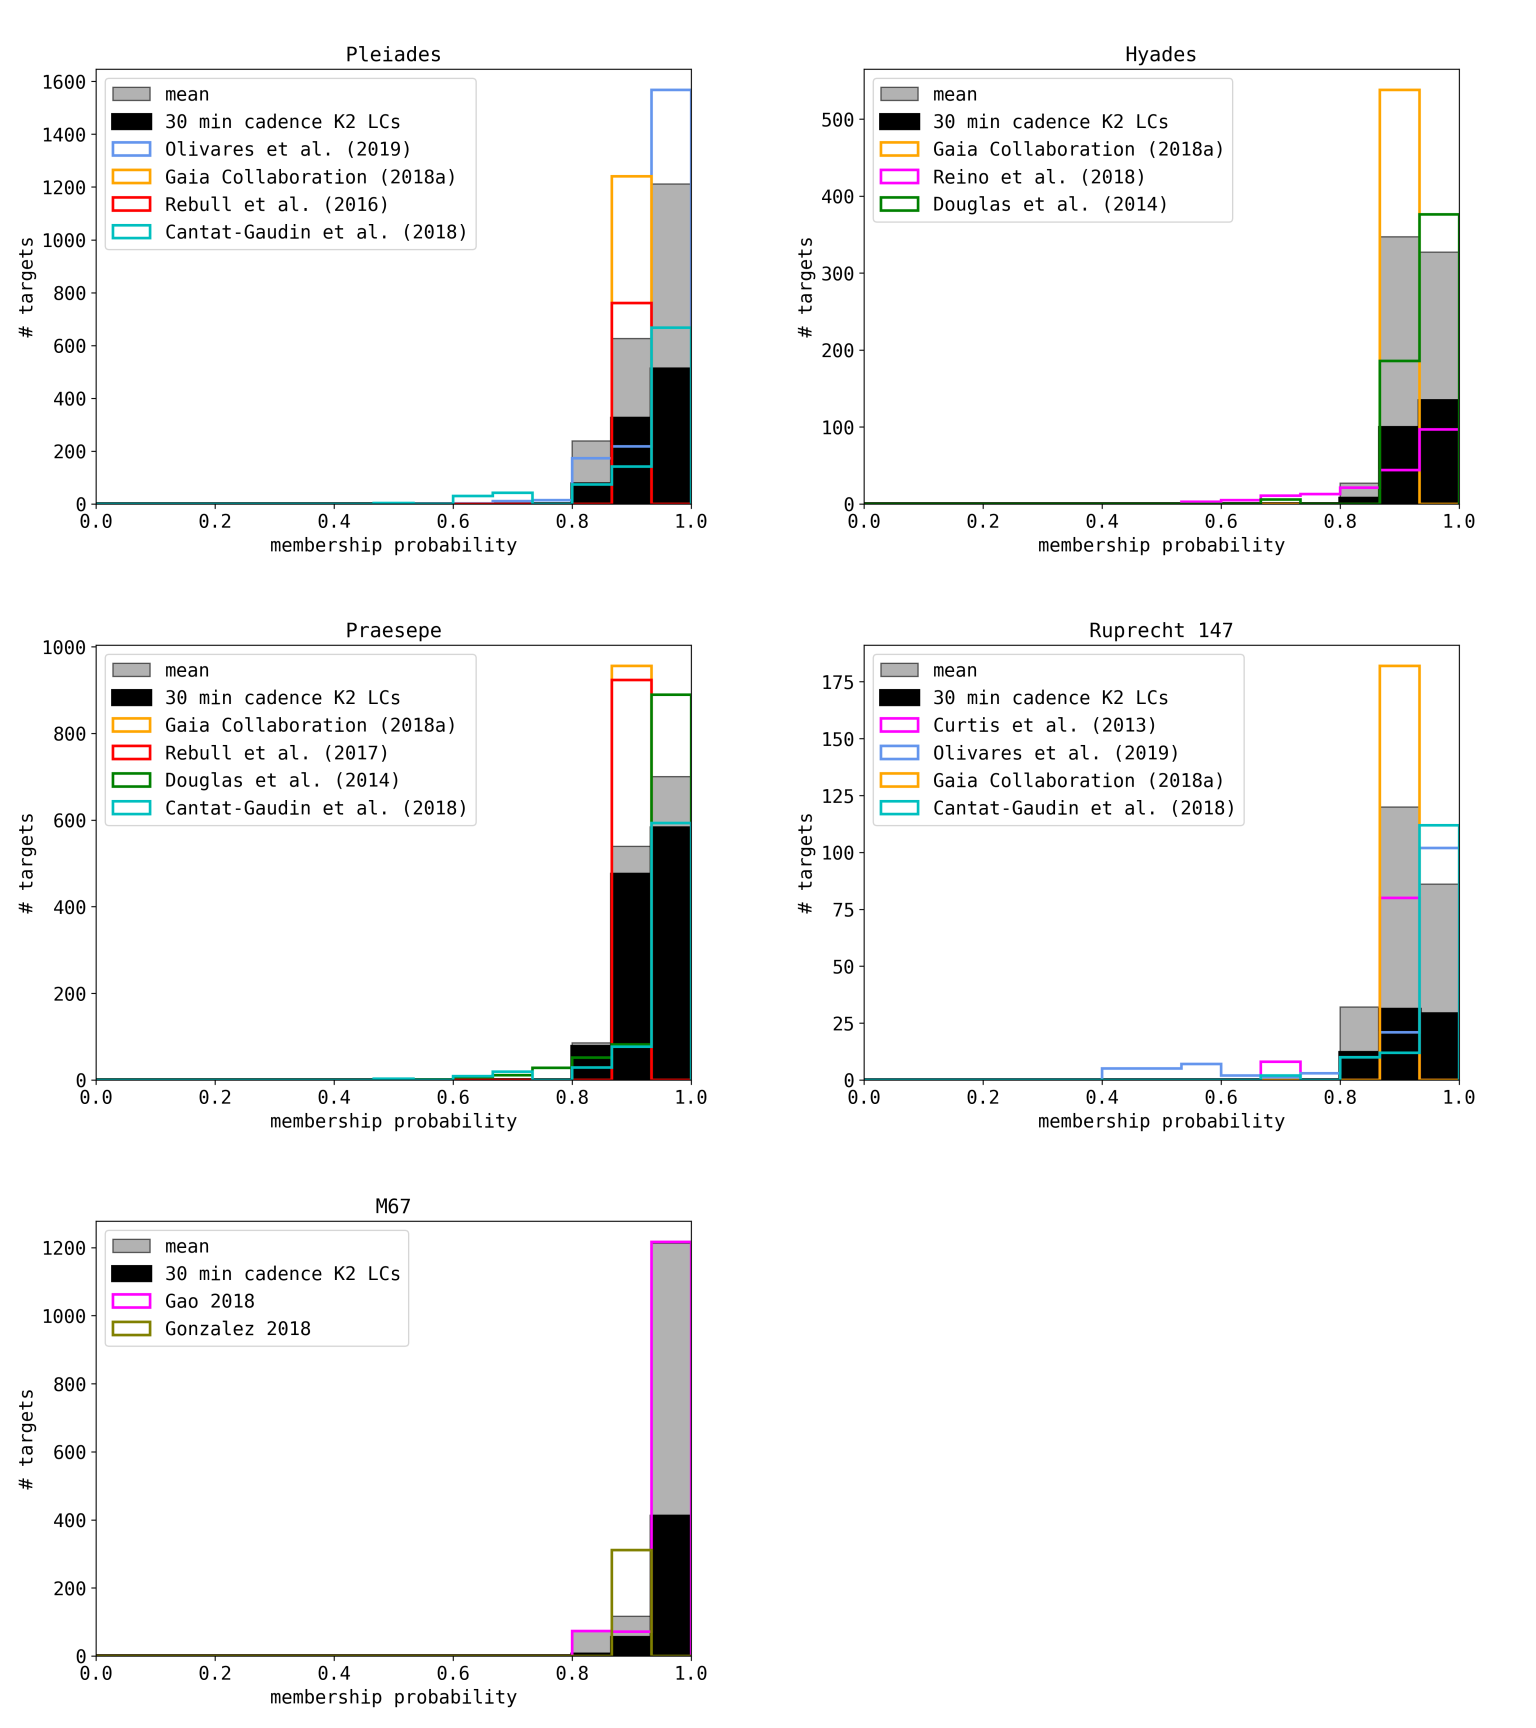 Pleiades
1600
1400
1200
1000
800
600
400
200
0
# targets
mean
30 min cadence K2 LCs
Olivares et al. (2019)
Gaia Collaboration (2018a)
Rebull et al. (2016)
Cantat-Gaudin et al. (2018)
0.0 0.2 0.4 0.6 0.8 1.0
membership probability
Hyades
500
400
300
200
100
0
# targets
mean
30 min cadence K2 LCs
Gaia Collaboration (2018a)
Reino et al. (2018)
Douglas et al. (2014)
0.0 0.2 0.4 0.6 0.8 1.0
membership probability
Praesepe
1000
800
600
400
200
0
# targets
mean
30 min cadence K2 LCs
Gaia Collaboration (2018a)
Rebull et al. (2017)
Douglas et al. (2014)
Cantat-Gaudin et al. (2018)
0.0 0.2 0.4 0.6 0.8 1.0
membership probability
Ruprecht 147
175
150
125
100
75
50
25
0
# targets
mean
30 min cadence K2 LCs
Curtis et al. (2013)
Olivares et al. (2019)
Gaia Collaboration (2018a)
Cantat-Gaudin et al. (2018)
0.0 0.2 0.4 0.6 0.8 1.0
membership probability
M67
1200
1000
800
600
400
200
0
# targets
mean
30 min cadence K2 LCs
Gao 2018
Gonzalez 2018
0.0 0.2 0.4 0.6 0.8 1.0
membership probability